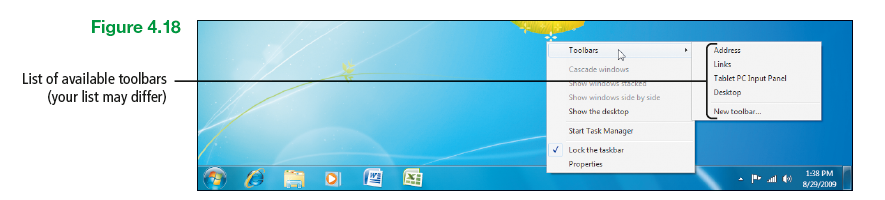 Figure 4.18
List of available toolbars
(your list may differ)
Toolbars
Cascade windows
Show windows stacked
Show windows side by side
Show the desktop
Start Task Manager
Lock the taskbar
Properties
Address
Links
Tablet PC Input Panel
Desktop
New toolbar...
1:38 PM
8/29/2009